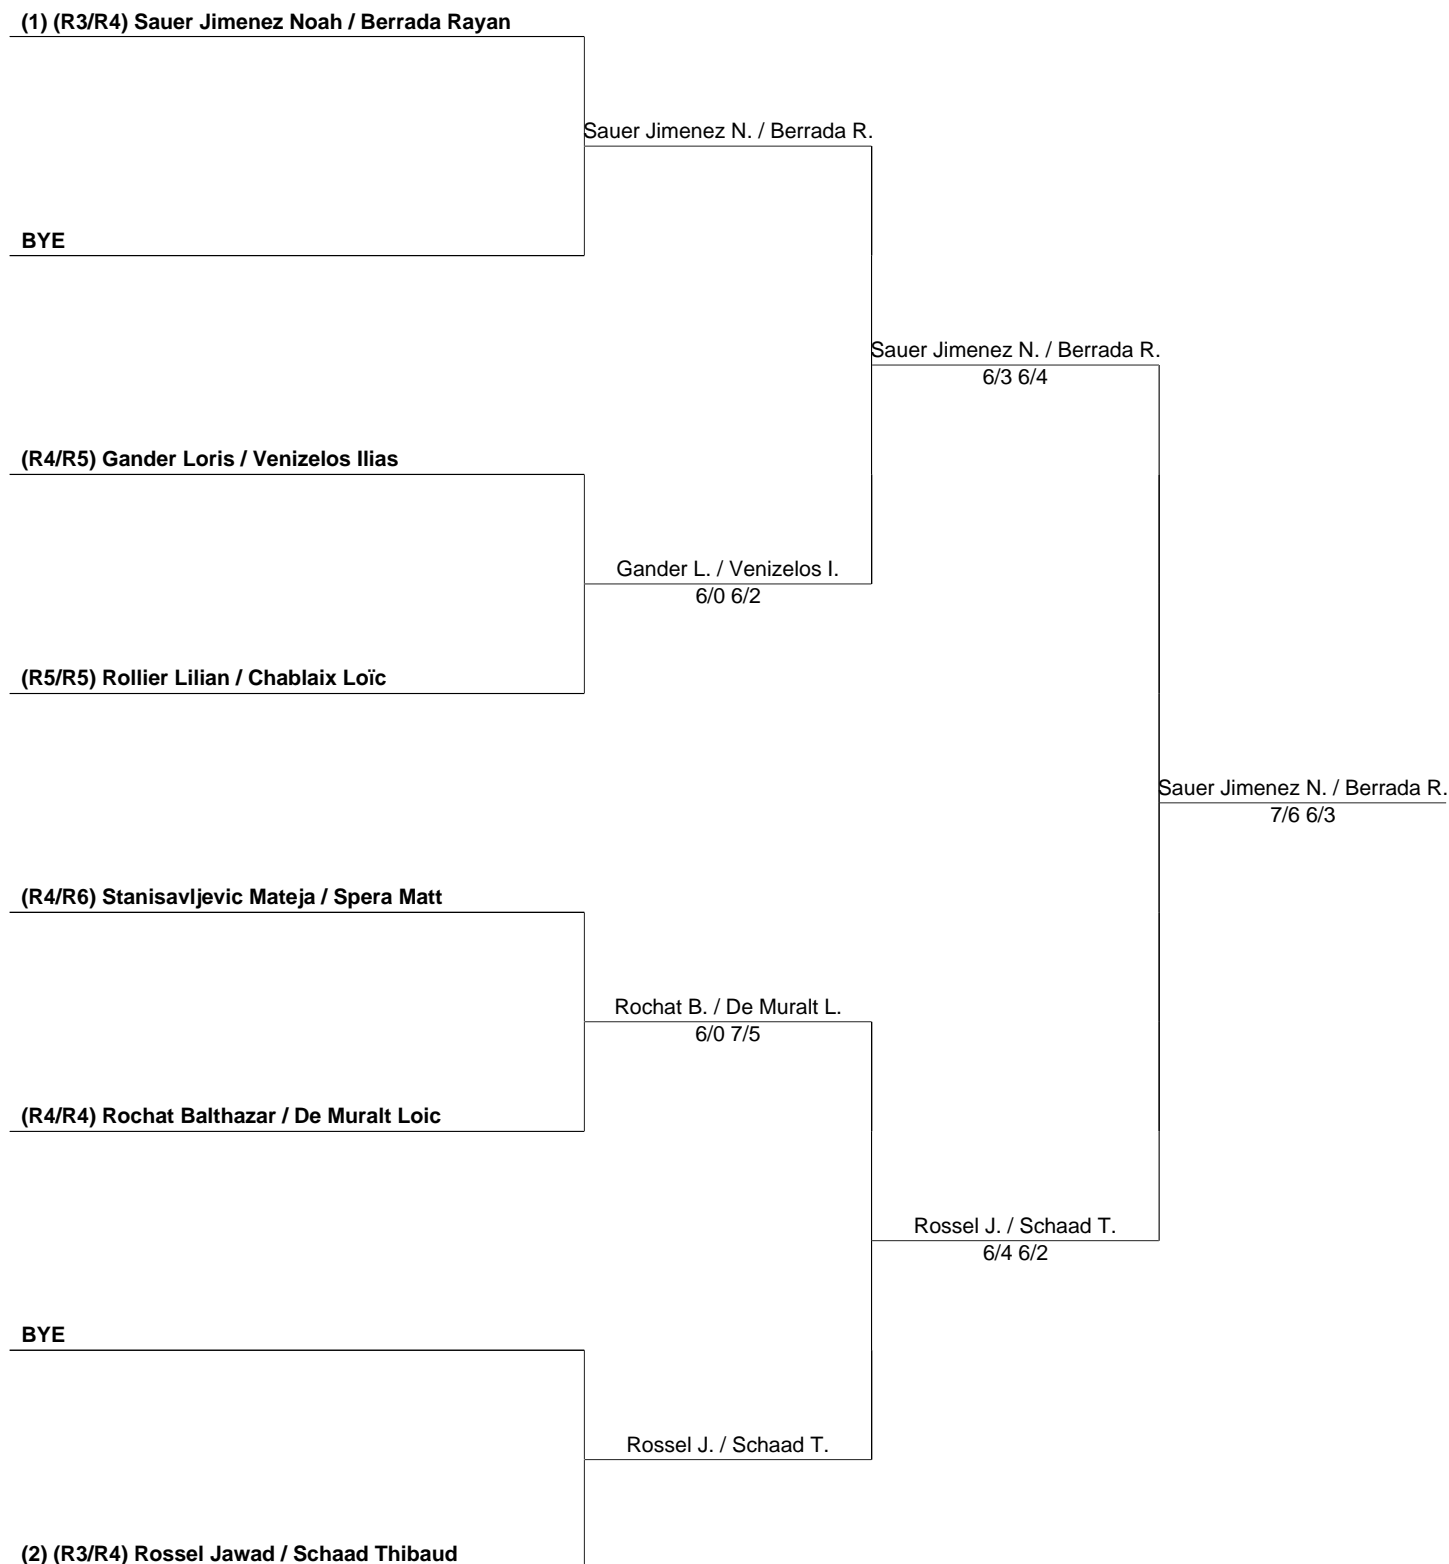 (1) (R3/R4) Sauer Jimenez Noah / Berrada Rayan
Sauer Jimenez N. / Berrada R.
BYE
Sauer Jimenez N. / Berrada R.
6/3 6/4
(R4/R5) Gander Loris / Venizelos Ilias
Gander L. / Venizelos I.
6/0 6/2
(R5/R5) Rollier Lilian / Chablaix Loïc
Sauer Jimenez N. / Berrada R.
7/6 6/3
(R4/R6) Stanisavljevic Mateja / Spera Matt
Rochat B. / De Muralt L.
6/0 7/5
(R4/R4) Rochat Balthazar / De Muralt Loic
Rossel J. / Schaad T.
6/4 6/2
BYE
Rossel J. / Schaad T.
(2) (R3/R4) Rossel Jawad / Schaad Thibaud